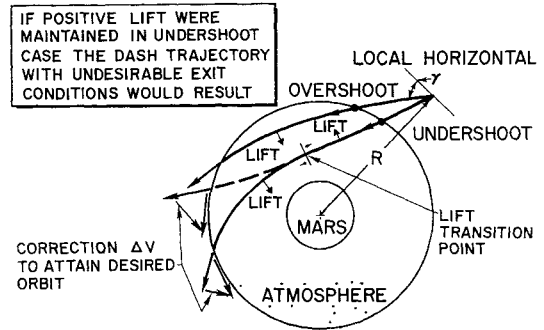 IF POSITIVE LIFT WERE
MAINTAINED IN UNDERSHOOT
CASE THE DASH TRAJECTORY
WITH UNDESIRABLE EXIT
CONDITIONS WOULD RESULT
LOCAL HORIZONTAL
γ
OVERSHOOT
UNDERSHOOT
LIFT
LIFT
R
LIFT
MARS
LIFT
TRANSITION
POINT
CORRECTION ΔV
TO ATTAIN DESIRED
ORBIT
ATMOSPHERE